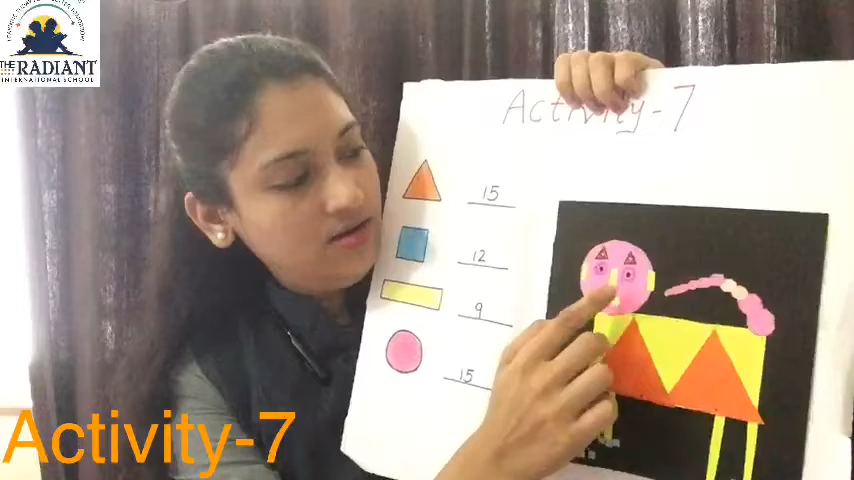 THE RADIANT
INTERNATIONAL SCHOOL
Activity-7
15
12
9
15
Activity-7